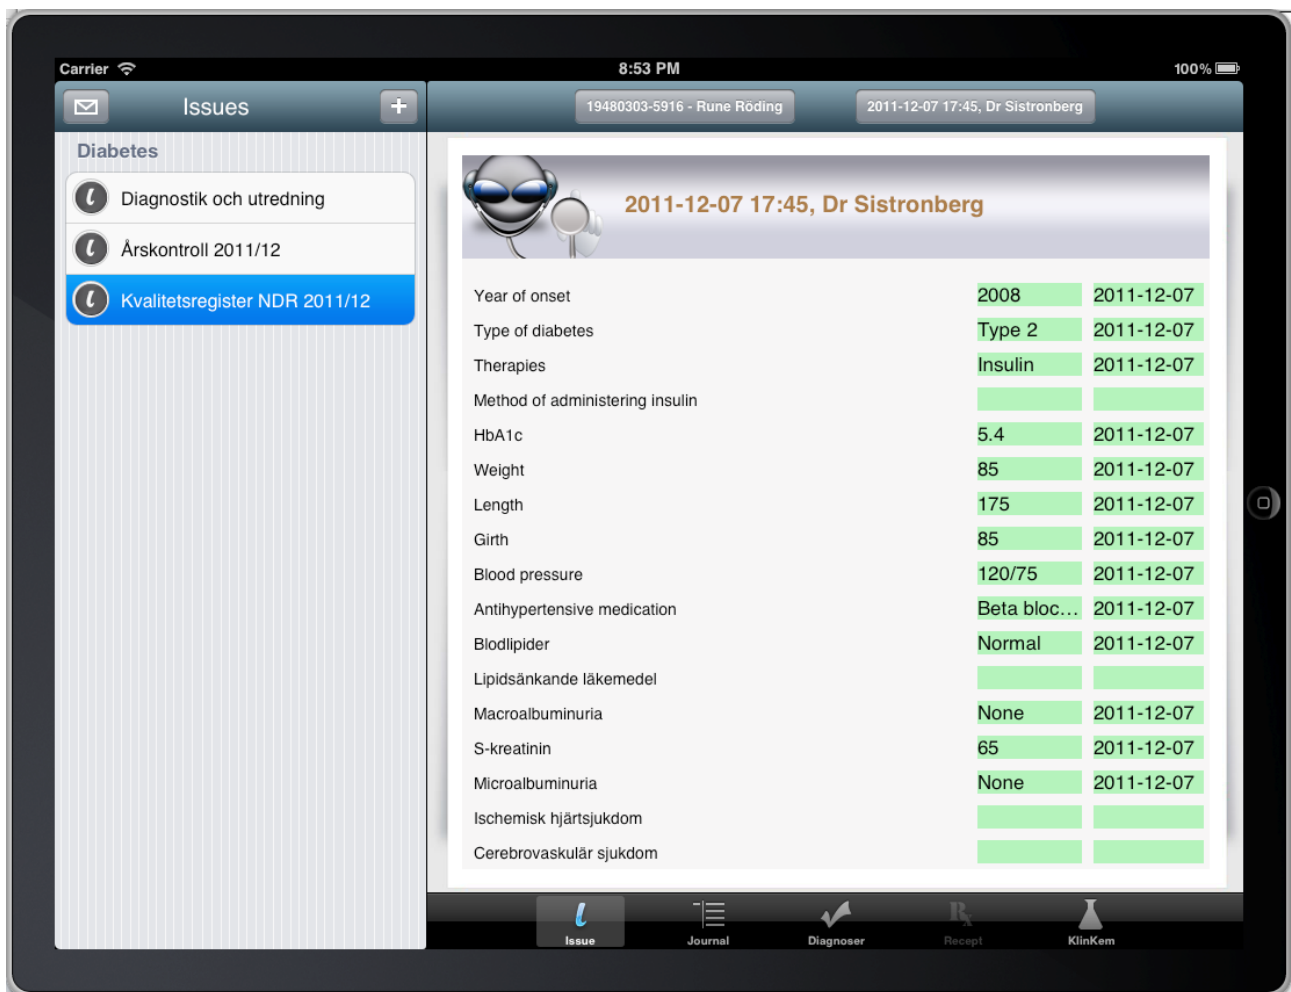 Carrier 8:53 PM 100%
Issues +
19480303-5916 - Rune Röding 2011-12-07 17:45, Dr Sistronberg
Diabetes
Diagnostik och utredning
Årskontroll 2011/12
Kvalitetsregister NDR 2011/12
2011-12-07 17:45, Dr Sistronberg
Year of onset 2008 2011-12-07
Type of diabetes Type 2 2011-12-07
Therapies Insulin 2011-12-07
Method of administering insulin
HbA1c 5.4 2011-12-07
Weight 85 2011-12-07
Length 175 2011-12-07
Girth 85 2011-12-07
Blood pressure 120/75 2011-12-07
Antihypertensive medication Beta bloc... 2011-12-07
Blodlipider Normal 2011-12-07
Lipidsänkande läkemedel
Macroalbuminuria None 2011-12-07
S-kreatinin 65 2011-12-07
Microalbuminuria None 2011-12-07
Ischemisk hjärtsjukdom
Cerebrovaskulär sjukdom
Issue Journal Diagnoser Recept KlinKem